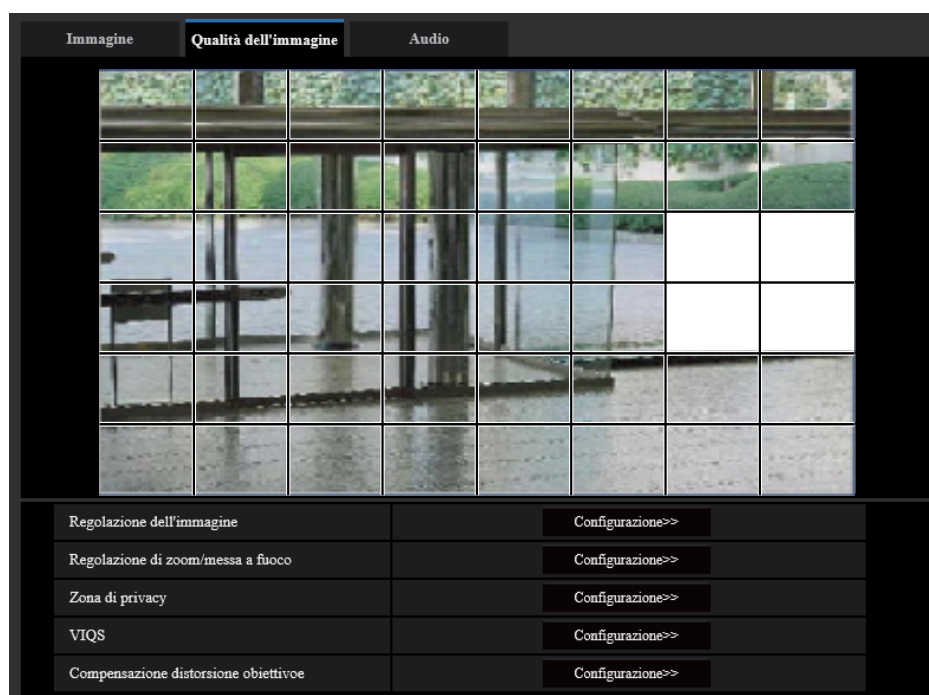 Immagine Qualità dell'immagine Audio
Regolazione dell'immagine Configurazione>>
Regolazione di zoom/messa a fuoco Configurazione>>
Zona di privacy Configurazione>>
VIQS Configurazione>>
Compensazione distorsione obiettivoe Configurazione>>